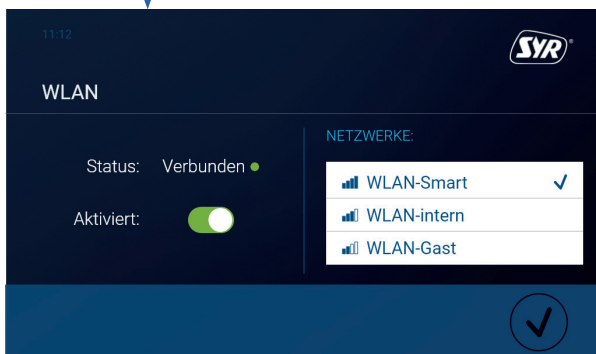 11:12
SYR®
WLAN
NETZWERKE:
Status: Verbunden
WLAN-Smart
Aktiviert:
WLAN-intern
WLAN-Gast